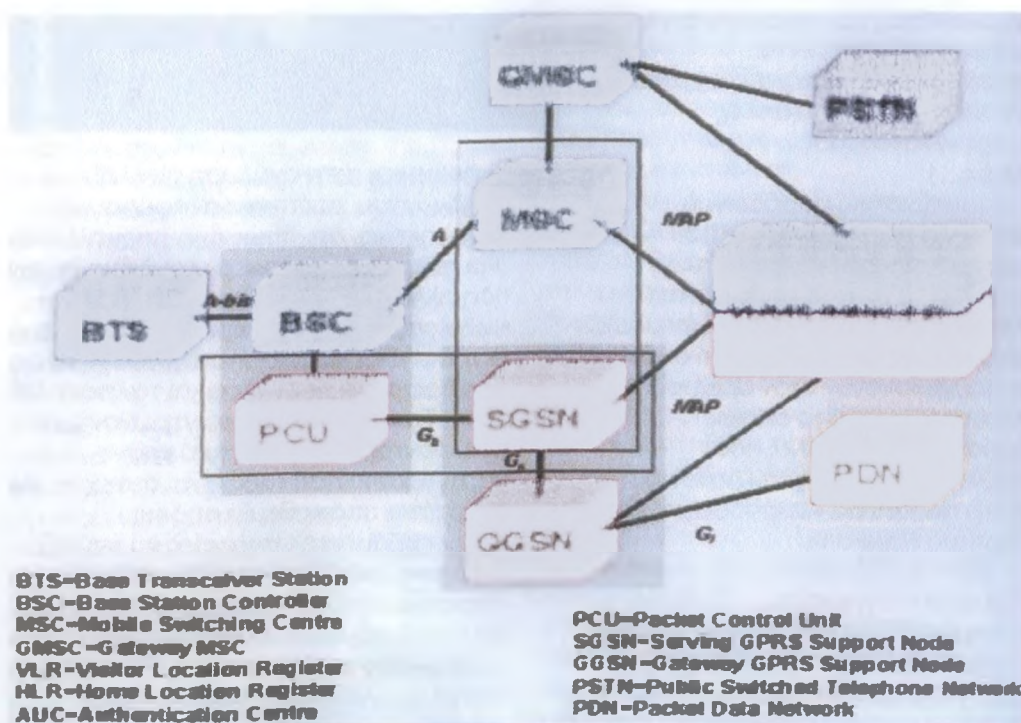 GMSC
PSTN
MSC
MAP
A
A-bis
BTS
BSC
PCU
SGSN
MAP
G
G
PDN
GGSN
G
BTS-Base Transceiver Station
BSC-Base Station Controller
MSC-Mobile Switching Centre
GMSC-Gateway MSC
VLR-Visitor Location Register
HLR-Home Location Register
AUC-Authentication Centre
PCU-Packet Control Unit
SGSN-Serving GPRS Support Node
GGSN-Gateway GPRS Support Node
PSTN-Public Switched Telephone Network
PDN-Packet Data Network